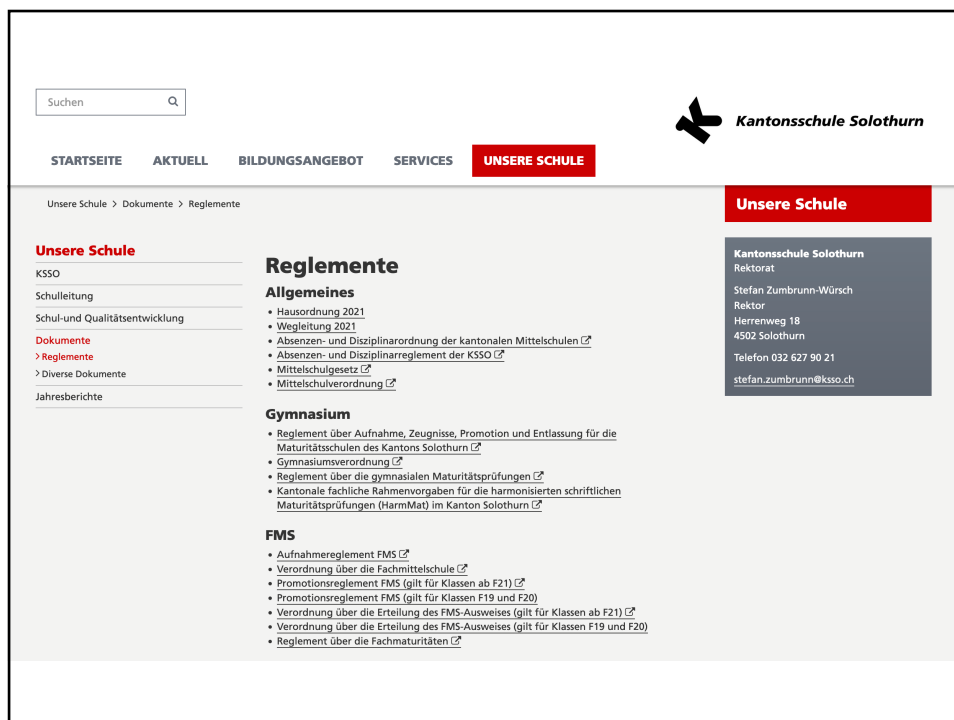 Suchen
Kantonsschule Solothurn
STARTSEITE AKTUELL BILDUNGSANGEBOT SERVICES UNSERE SCHULE
Unsere Schule > Dokumente > Reglemente
Unsere Schule
KSSO
Schulleitung
Schul-und Qualitätsentwicklung
Dokumente
> Reglemente
> Diverse Dokumente
Jahresberichte
Reglemente
Allgemeines
• Hausordnung 2021
• Wegleitung 2021
• Absenzen- und Disziplinarordnung der kantonalen Mittelschulen
• Absenzen- und Disziplinarreglement der KSSO
• Mittelschulgesetz
• Mittelschulverordnung
Gymnasium
• Reglement über Aufnahme, Zeugnisse, Promotion und Entlassung für die
Maturitätsschulen des Kantons Solothurn
• Gymnasiumsverordnung
• Reglement über die gymnasialen Maturitätsprüfungen
• Kantonale fachliche Rahmenvorgaben für die harmonisierten schriftlichen
Maturitätsprüfungen (HarmMat) im Kanton Solothurn
FMS
• Aufnahmereglement FMS
• Verordnung über die Fachmittelschule
• Promotionsreglement FMS (gilt für Klassen ab F21)
• Promotionsreglement FMS (gilt für Klassen F19 und F20)
• Verordnung über die Erteilung des FMS-Ausweises (gilt für Klassen ab F21)
• Verordnung über die Erteilung des FMS-Ausweises (gilt für Klassen F19 und F20)
• Reglement über die Fachmaturitäten
Unsere Schule
Kantonsschule Solothurn
Rektorat
Stefan Zumbrunn-Würsch
Rektor
Herrenweg 18
4502 Solothurn
Telefon 032 627 90 21
stefan.zumbrunn@ksso.ch